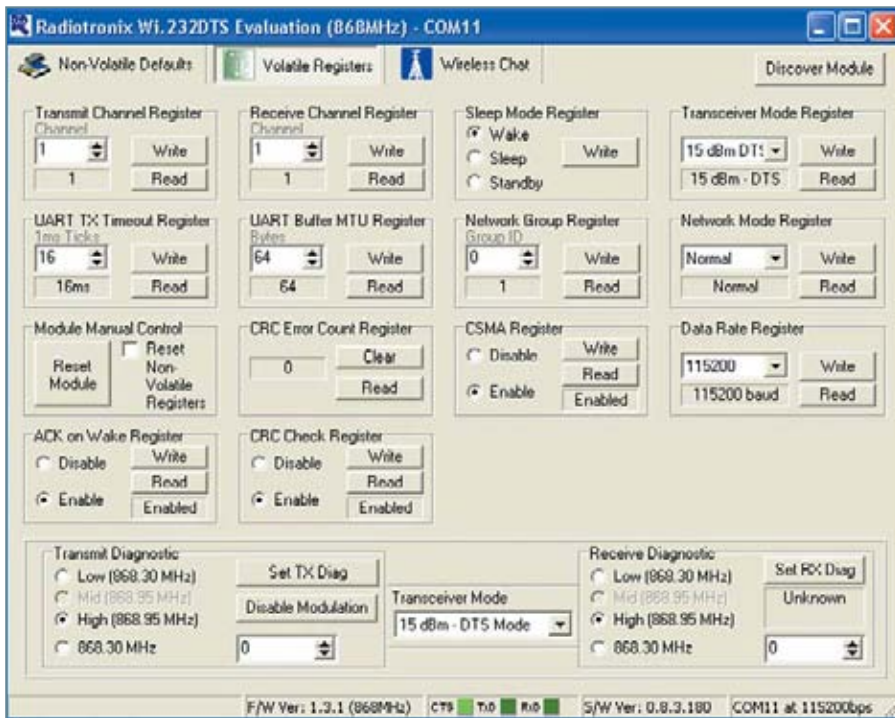 Radiotronix Wi.232DTS Evaluation (868MHz) - COM11
Non-Volatile Defaults
Volatile Registers
Wireless Chat
Discover Module
Transmit Channel Register
Channel
1
Write
1
Read
Receive Channel Register
Channel
1
Write
1
Read
Sleep Mode Register
Wake
Sleep
Standby
Write
Transceiver Mode Register
15 dBm DTS
Write
15 dBm - DTS
Read
UART TX Timeout Register
1ms Ticks
16
Write
16ms
Read
UART Buffer MTU Register
Bytes
64
Write
64
Read
Network Group Register
Group ID
0
Write
1
Read
Network Mode Register
Normal
Write
Normal
Read
Module Manual Control
Reset Module
Reset Non-Volatile Registers
CRC Error Count Register
0
Clear
Read
CSMA Register
Disable
Enable
Write
Read
Enabled
Data Rate Register
115200
Write
115200 baud
Read
ACK on Wake Register
Disable
Enable
Write
Read
Enabled
CRC Check Register
Disable
Enable
Write
Read
Enabled
Transmit Diagnostic
Low (868.30 MHz)
Mid (868.95 MHz)
High (868.95 MHz)
868.30 MHz
Set TX Diag
Disable Modulation
0
Transceiver Mode
15 dBm - DTS Mode
Receive Diagnostic
Low (868.30 MHz)
Mid (868.95 MHz)
High (868.95 MHz)
868.30 MHz
Set RX Diag
Unknown
0
F/W Ver: 1.3.1 (868MHz)
CTS
TxD
RxD
S/W Ver: 0.8.3.180
COM11 at 115200bps